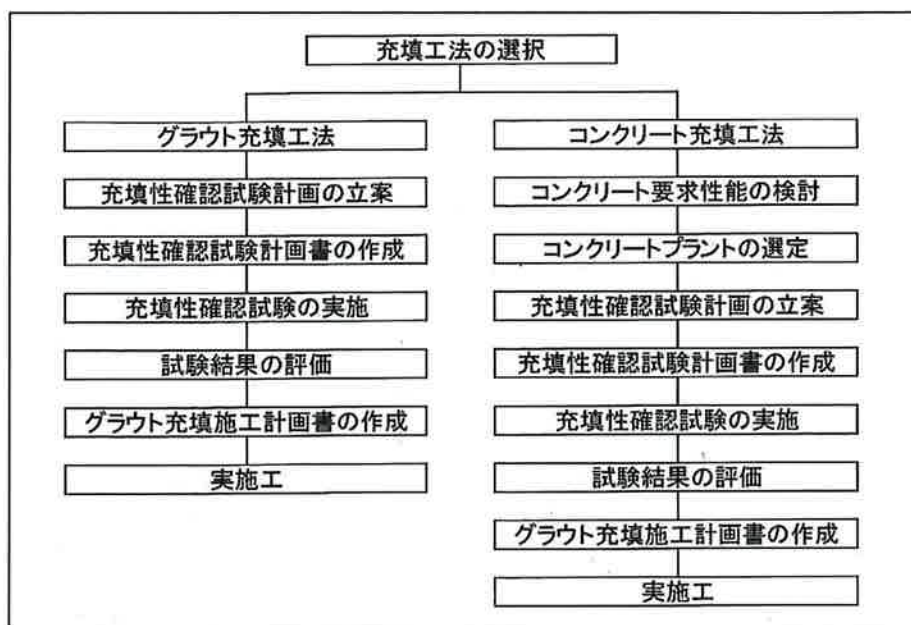 充填工法の選択
グラウト充填工法
充填性確認試験計画の立案
充填性確認試験計画書の作成
充填性確認試験の実施
試験結果の評価
グラウト充填施工計画書の作成
実施工
コンクリート充填工法
コンクリート要求性能の検討
コンクリートプラントの選定
充填性確認試験計画の立案
充填性確認試験計画書の作成
充填性確認試験の実施
試験結果の評価
グラウト充填施工計画書の作成
実施工